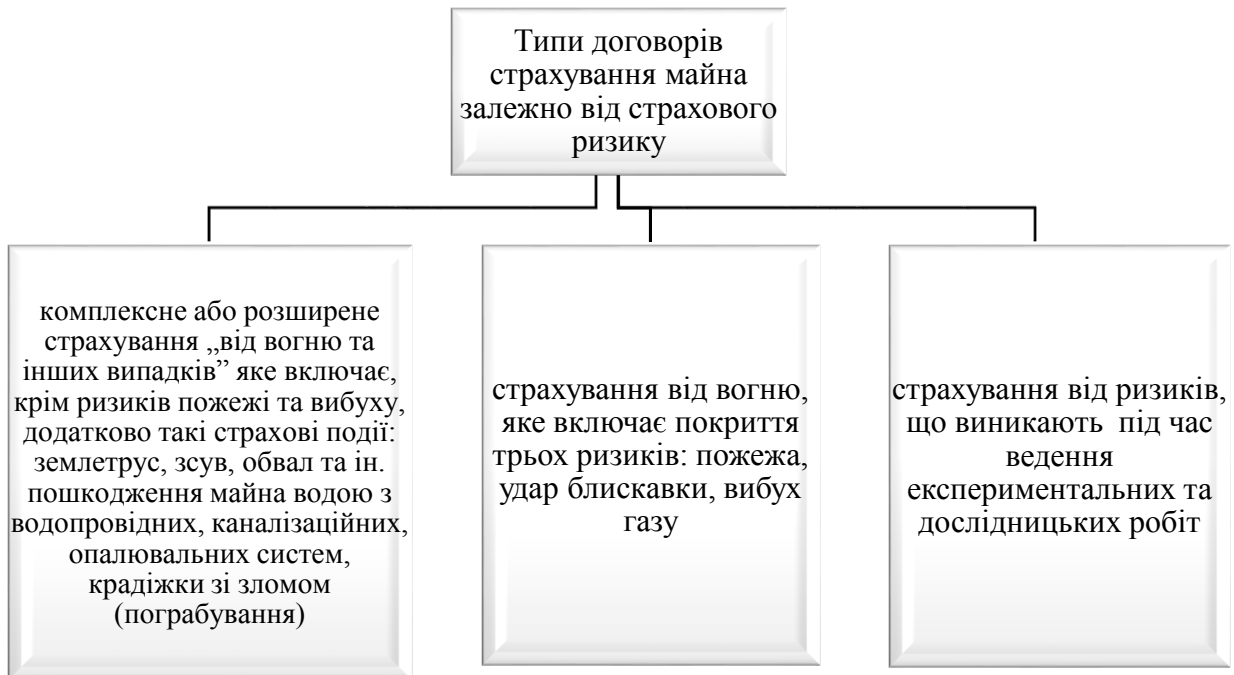 Типи договорів
страхування майна
залежно від страхового
ризику
комплексне або розширене
страхування „від вогню та
інших випадків” яке включає,
крім ризиків пожежі та вибуху,
додатково такі страхові події:
землетрус, зсув, обвал та ін.
пошкодження майна водою з
водопровідних, каналізаційних,
опалювальних систем,
крадіжки зі зломом
(пограбування)
страхування від вогню,
яке включає покриття
трьох ризиків: пожежа,
удар блискавки, вибух
газу
страхування від ризиків,
що виникають під час
ведення
експериментальних та
дослідницьких робіт